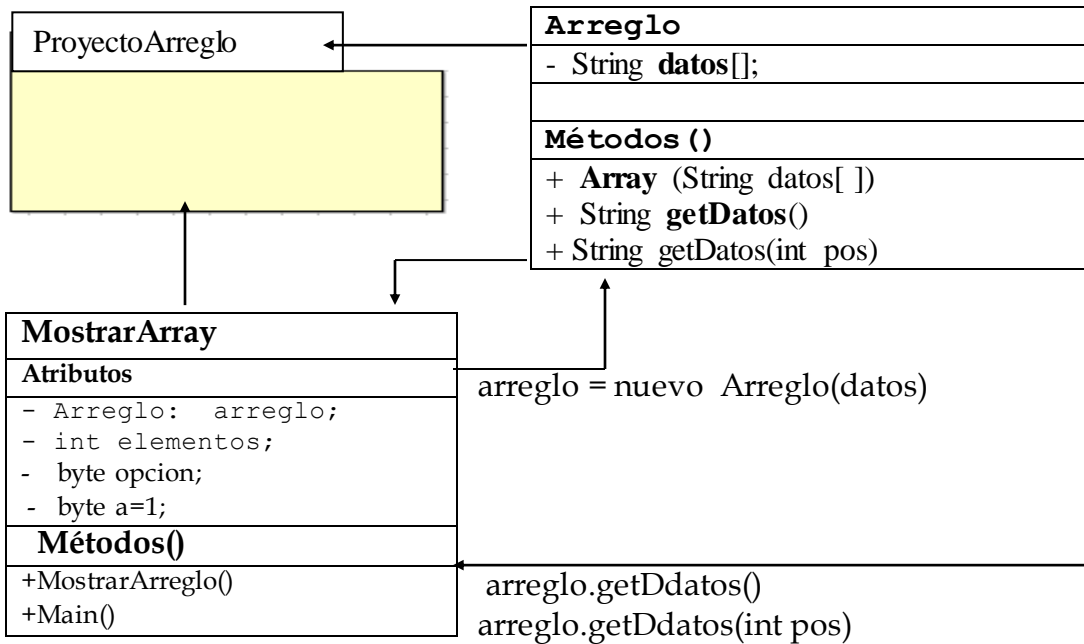 ProyectoArreglo
Arreglo
- String datos[];
Métodos()
+ Array (String datos[ ])
+ String getDatos()
+ String getDatos(int pos)
MostrarArray
Atributos
- Arreglo: arreglo;
- int elementos;
- byte opcion;
- byte a=1;
Métodos()
+MostrarArreglo()
+Main()
arreglo = nuevo Arreglo(datos)
arreglo.getDdatos()
arreglo.getDdatos(int pos)